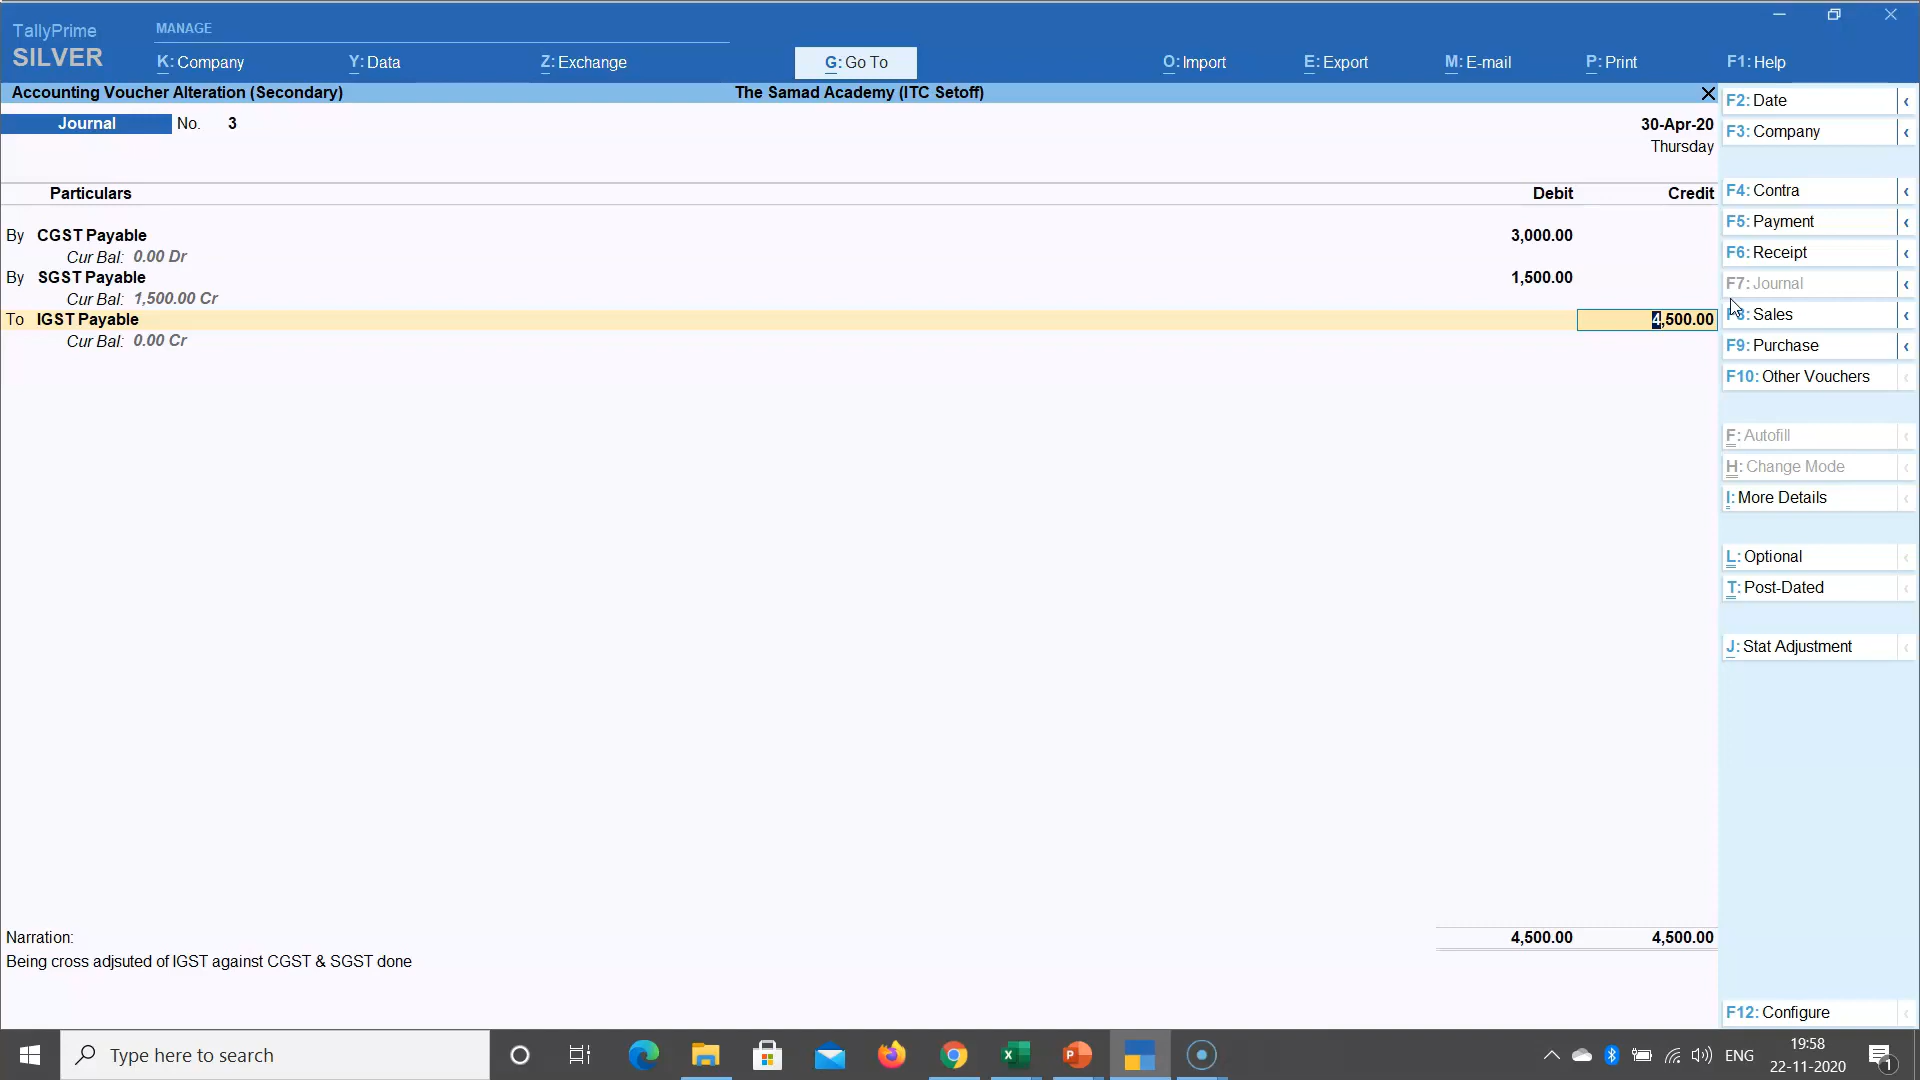 TallyPrime
SILVER
MANAGE
K: Company
Y: Data
Z: Exchange
G: Go To
O: Import
E: Export
M: E-mail
P: Print
F1: Help
Accounting Voucher Alteration (Secondary)
The Samad Academy (ITC Setoff)
Journal No. 3
30-Apr-20
Thursday
Particulars Debit Credit
By CGST Payable 3,000.00
Cur Bal: 0.00 Dr
By SGST Payable 1,500.00
Cur Bal: 1,500.00 Cr
To IGST Payable 4,500.00
Cur Bal: 0.00 Cr
Narration: 4,500.00 4,500.00
Being cross adjsuted of IGST against CGST & SGST done
F2: Date
F3: Company
F4: Contra
F5: Payment
F6: Receipt
F7: Journal
F8: Sales
F9: Purchase
F10: Other Vouchers
F: Autofill
H: Change Mode
I: More Details
L: Optional
T: Post-Dated
J: Stat Adjustment
F12: Configure
Type here to search
ENG
19:58
22-11-2020
1